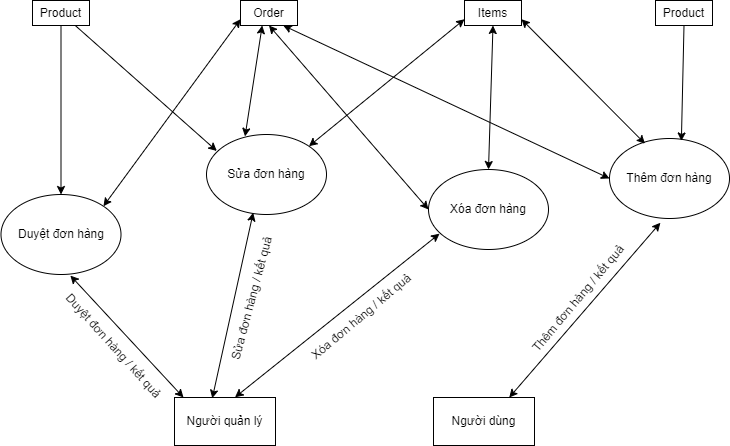 Product
Order
Items
Product
Sửa đơn hàng
Thêm đơn hàng
Xóa đơn hàng
Duyệt đơn hàng
Duyệt đơn hàng / kết quả
Sửa đơn hàng / kết quả
Xóa đơn hàng / kết quả
Thêm đơn hàng / kết quả
Người quản lý
Người dùng